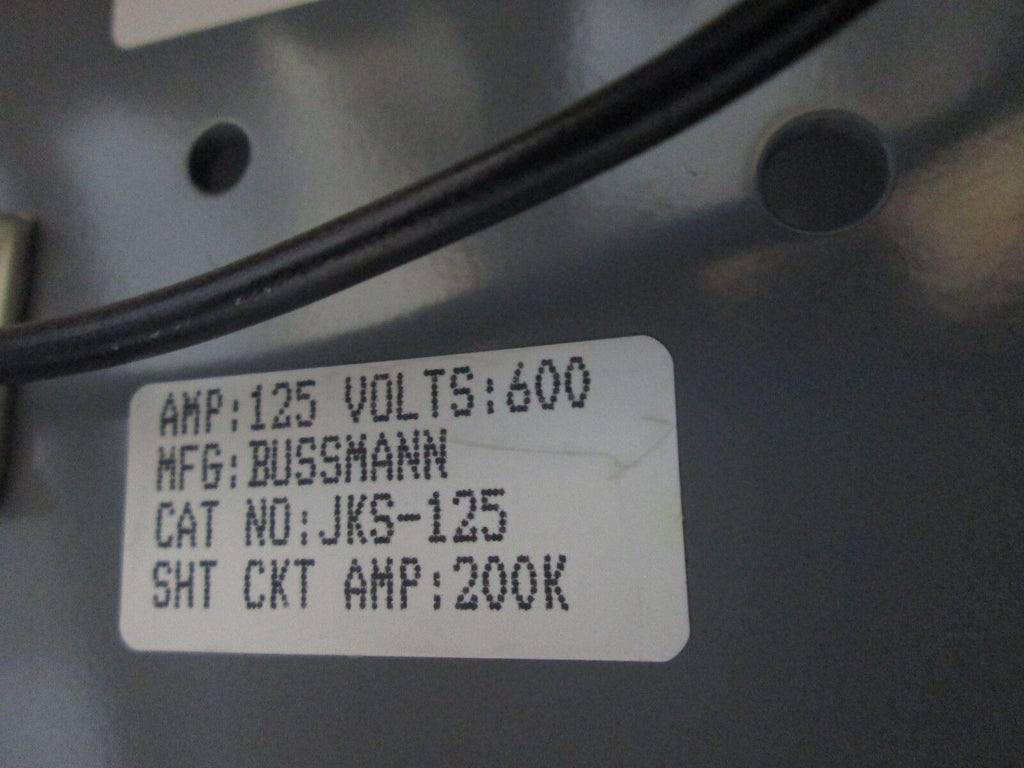 AMP:125 VOLTS:600
MFG:BUSSMANN
CAT NO:JKS-125
SHT CKT AMP:200K